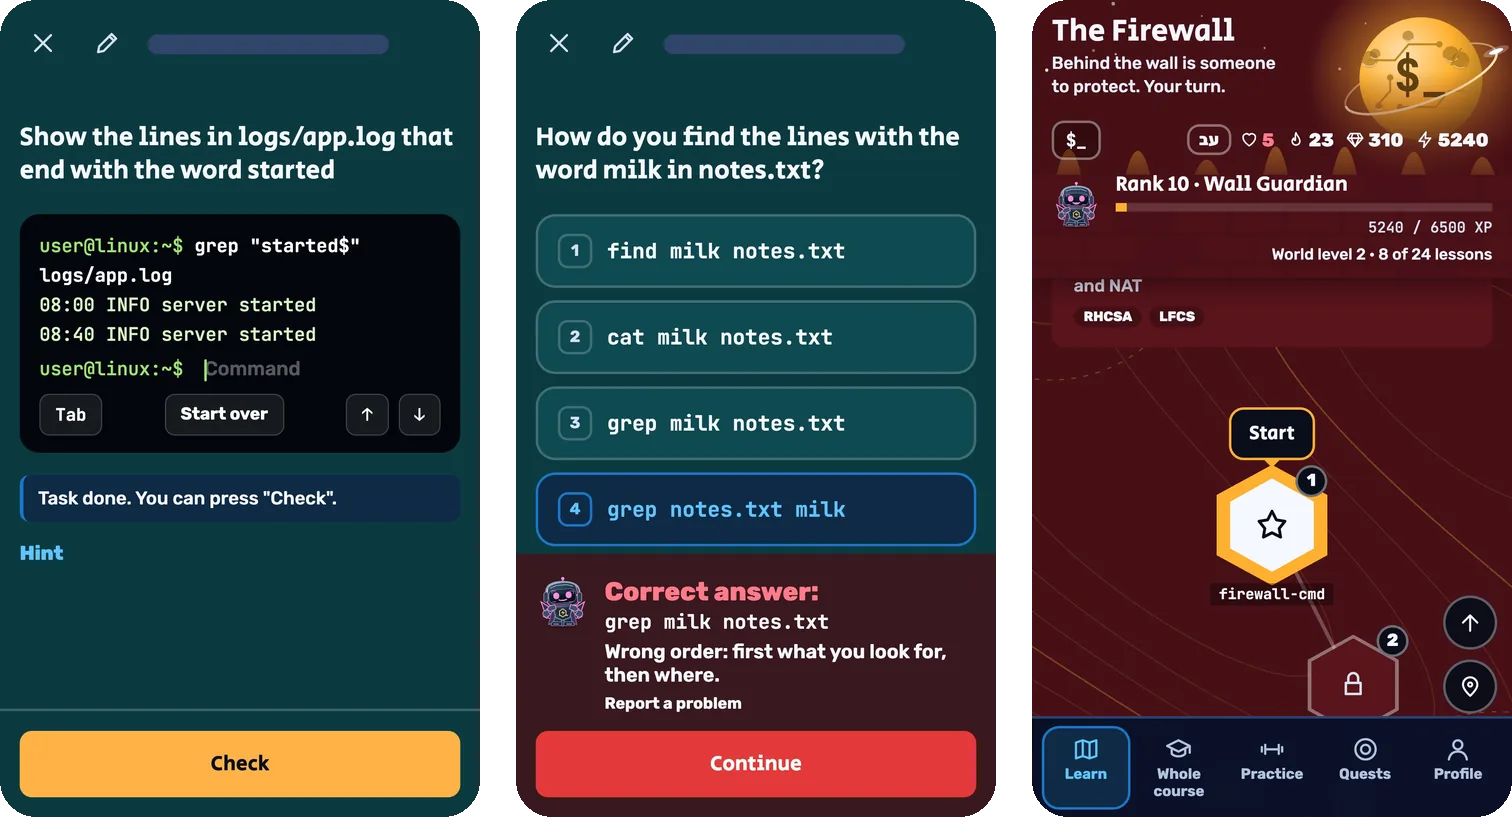 Show the lines in logs/app.log that
end with the word started
user@linux:~$ grep "started$"
logs/app.log
08:00 INFO server started
08:40 INFO server started
user@linux:~$ Command
Tab
Start over
↑
↓
Task done. You can press "Check".
Hint
Check
How do you find the lines with the
word milk in notes.txt?
1 find milk notes.txt
2 cat milk notes.txt
3 grep milk notes.txt
4 grep notes.txt milk
Correct answer:
grep milk notes.txt
Wrong order: first what you look for,
then where.
Report a problem
Continue
The Firewall
Behind the wall is someone
to protect. Your turn.
$_
$_ עב 5 23 310 5240
Rank 10 • Wall Guardian
5240 / 6500 XP
World level 2 • 8 of 24 lessons
and NAT
RHCSA LFCS
Start
1
firewall-cmd
2
Learn
Whole
course
Practice
Quests
Profile